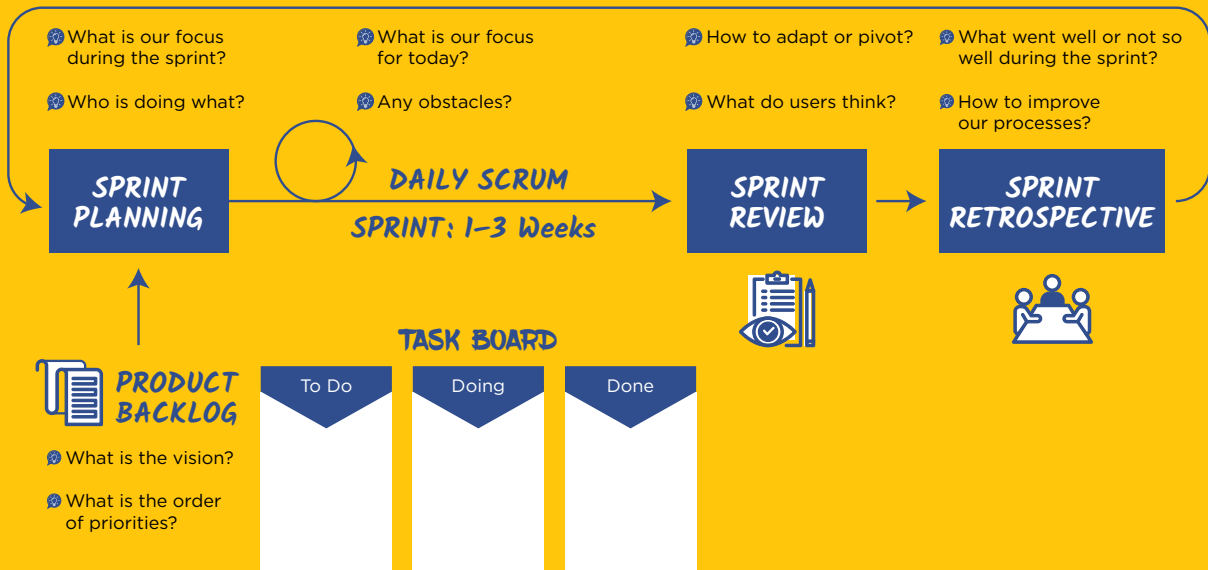 What is our focus
during the sprint?
Who is doing what?
What is our focus
for today?
Any obstacles?
How to adapt or pivot?
What do users think?
What went well or not so
well during the sprint?
How to improve
our processes?
SPRINT
PLANNING
DAILY SCRUM
SPRINT: 1–3 Weeks
SPRINT
REVIEW
SPRINT
RETROSPECTIVE
PRODUCT
BACKLOG
What is the vision?
What is the order
of priorities?
TASK BOARD
To Do
Doing
Done